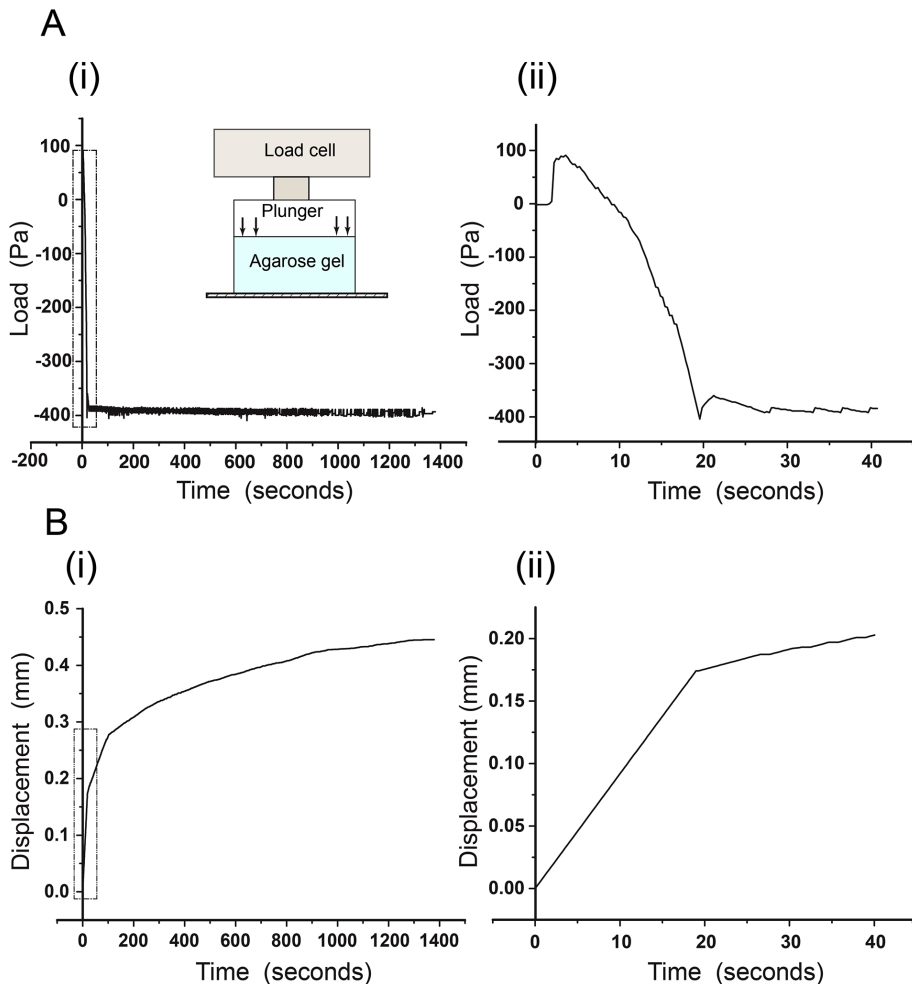 A
(i)
100
0
-100
-200
-300
-400
Load (Pa)
Load cell
Plunger
Agarose gel
-200 0 200 400 600 800 1000 1200 1400
Time (seconds)
(ii)
100
0
-100
-200
-300
-400
Load (Pa)
0 10 20 30 40
Time (seconds)
B
(i)
0.5
0.4
0.3
0.2
0.1
0.0
Displacement (mm)
0 200 400 600 800 1000 1200 1400
Time (seconds)
(ii)
0.20
0.15
0.10
0.05
0.00
Displacement (mm)
0 10 20 30 40
Time (seconds)